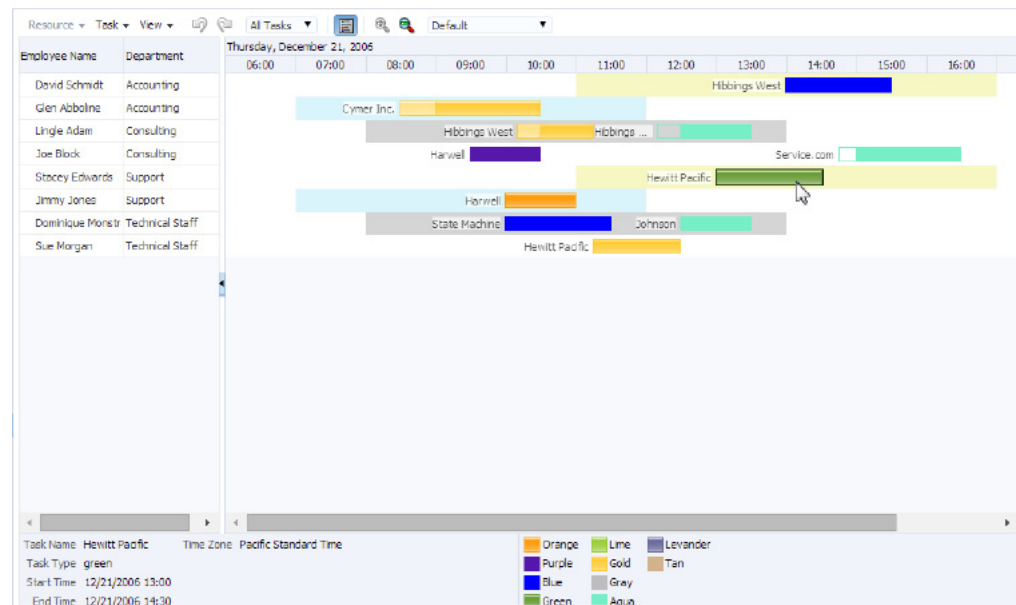 Resource Task View All Tasks Default
Employee Name Department Thursday, December 21, 2006
06:00 07:00 08:00 09:00 10:00 11:00 12:00 13:00 14:00 15:00 16:00
David Schmidt Accounting Hibbings West
Glen Abboline Accounting Cymer Inc.
Lingle Adam Consulting Hibbings West Hibbings ...
Joe Block Consulting Harwell Service.com
Stacey Edwards Support Hewitt Pacific
Jimmy Jones Support Harwell
Dominique Monstr Technical Staff State Machine Johnson
Sue Morgan Technical Staff Hewitt Pacific
Task Name Hewitt Pacific Time Zone Pacific Standard Time Orange Lime Levander
Task Type green Purple Gold Tan
Start Time 12/21/2006 13:00 Blue Gray
End Time 12/21/2006 14:30 Green Aqua